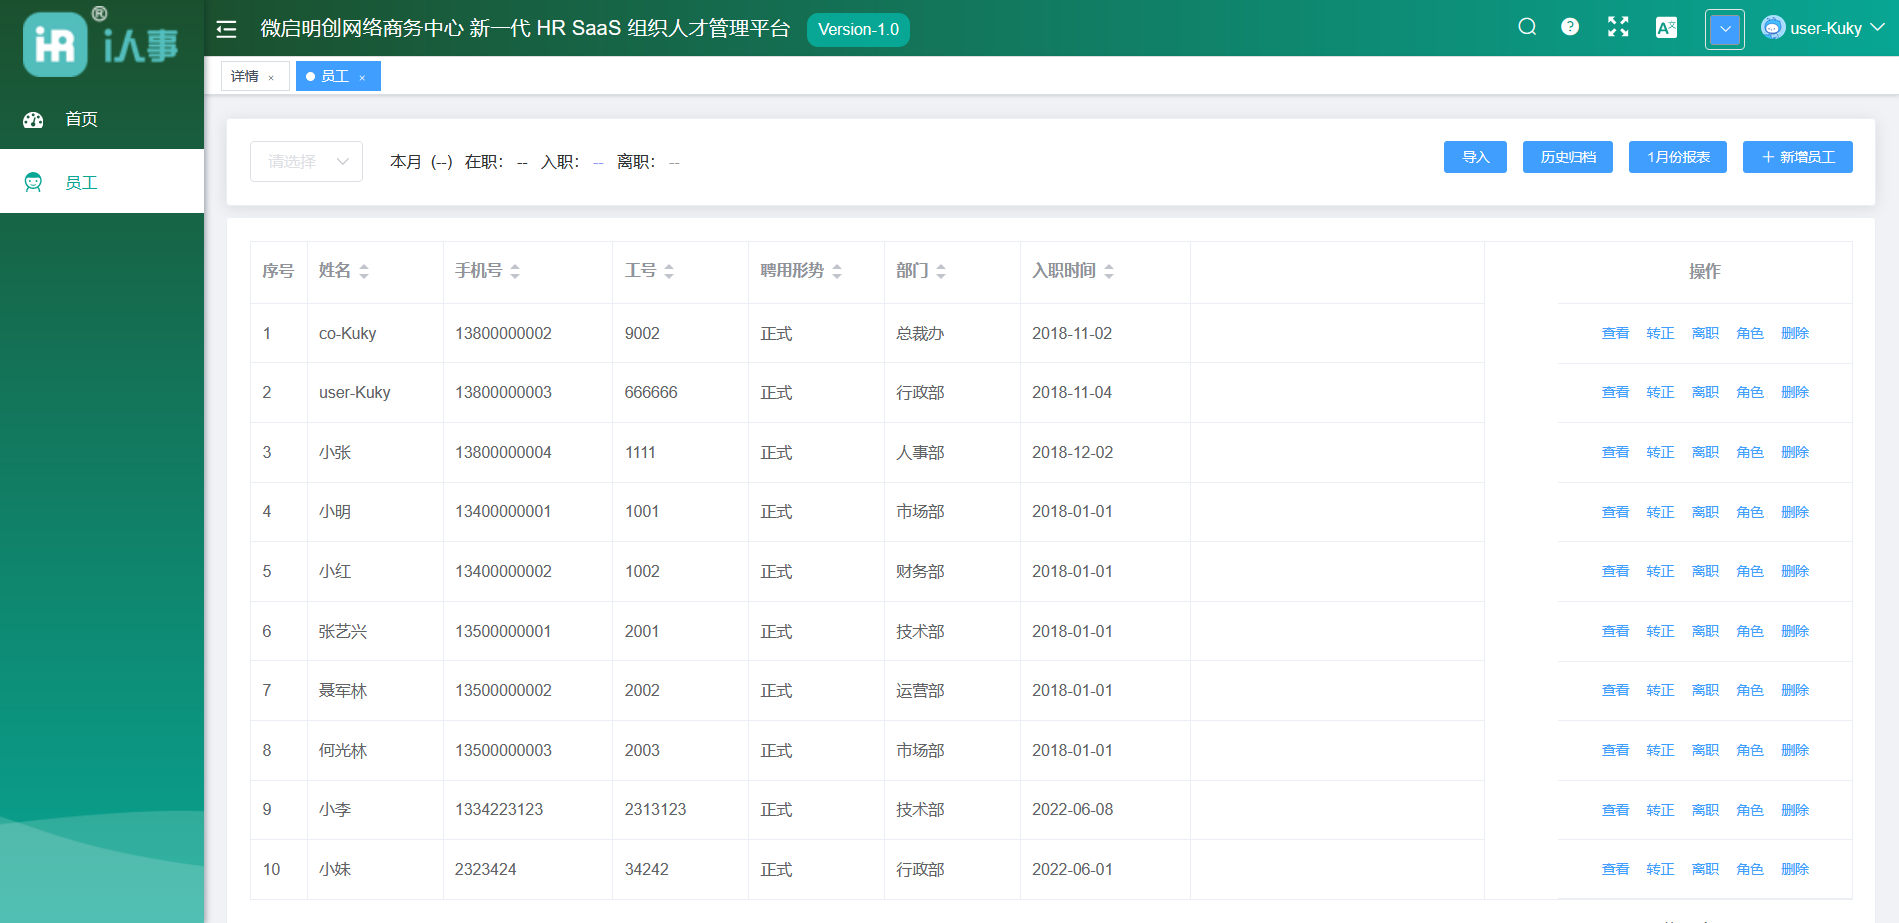 iR® i人事
微启明创网络商务中心 新一代 HR SaaS 组织人才管理平台 Version-1.0 user-Kuky
详情 × 员工 ×
首页
员工
请选择 本月 (--) 在职： -- 入职： -- 离职： -- 导入 历史归档 1月份报表 新增员工
序号 姓名 手机号 工号 聘用形势 部门 入职时间 操作
1 co-Kuky 13800000002 9002 正式 总裁办 2018-11-02 查看 转正 离职 角色 删除
2 user-Kuky 13800000003 666666 正式 行政部 2018-11-04 查看 转正 离职 角色 删除
3 小张 13800000004 1111 正式 人事部 2018-12-02 查看 转正 离职 角色 删除
4 小明 13400000001 1001 正式 市场部 2018-01-01 查看 转正 离职 角色 删除
5 小红 13400000002 1002 正式 财务部 2018-01-01 查看 转正 离职 角色 删除
6 张艺兴 13500000001 2001 正式 技术部 2018-01-01 查看 转正 离职 角色 删除
7 聂军林 13500000002 2002 正式 运营部 2018-01-01 查看 转正 离职 角色 删除
8 何光林 13500000003 2003 正式 市场部 2018-01-01 查看 转正 离职 角色 删除
9 小李 1334223123 2313123 正式 技术部 2022-06-08 查看 转正 离职 角色 删除
10 小妹 2323424 34242 正式 行政部 2022-06-01 查看 转正 离职 角色 删除